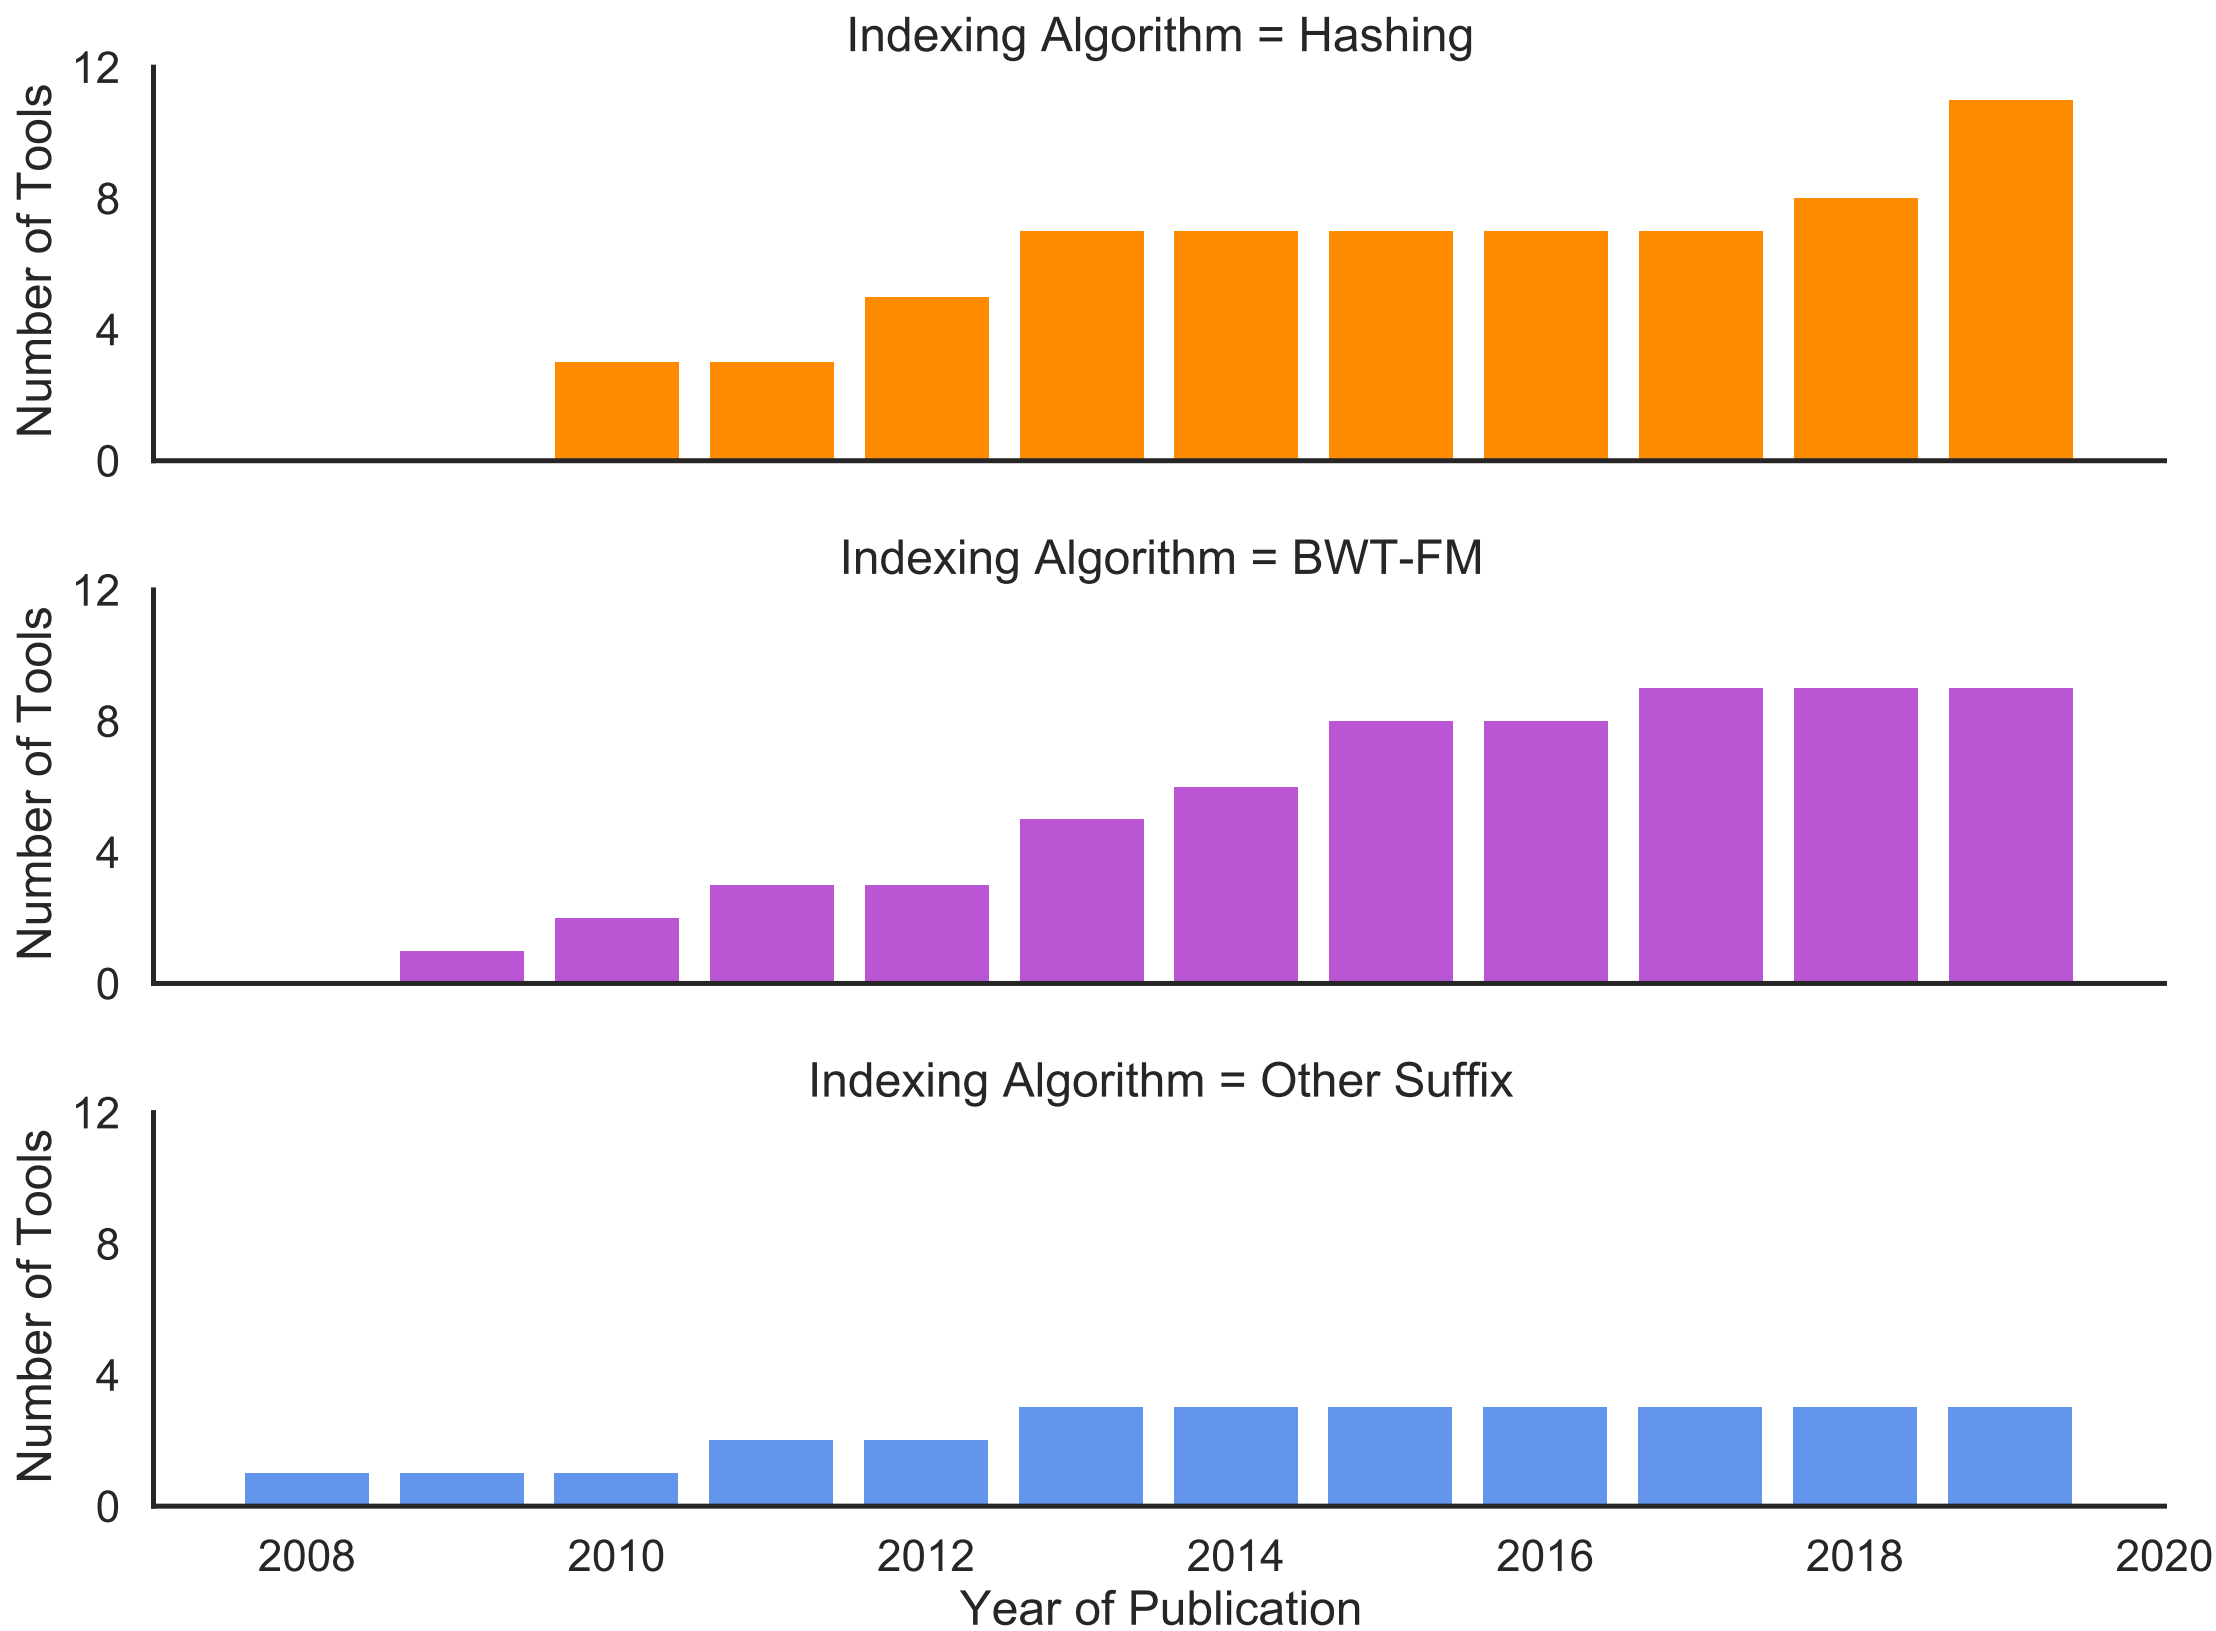 Indexing Algorithm = Hashing
12
8
4
0
Number of Tools
Indexing Algorithm = BWT-FM
12
8
4
0
Number of Tools
Indexing Algorithm = Other Suffix
12
8
4
0
Number of Tools
2008 2010 2012 2014 2016 2018 2020
Year of Publication